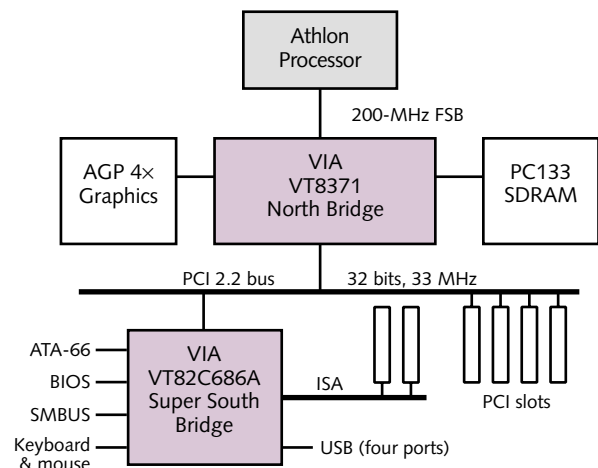 Athlon
Processor
200-MHz FSB
AGP 4×
Graphics
VIA
VT8371
North Bridge
PC133
SDRAM
PCI 2.2 bus
32 bits, 33 MHz
ATA-66
BIOS
SMBUS
Keyboard
& mouse
VIA
VT82C686A
Super South
Bridge
ISA
PCI slots
USB (four ports)